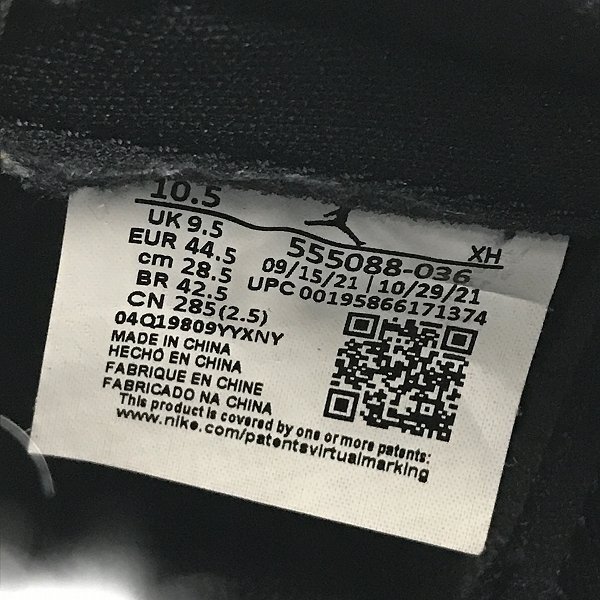 10.5
XH
UK 9.5
555088-036
EUR 44.5
09/15/21 | 10/29/21
cm 28.5
UPC 00195866171374
BR 42.5
CN 285(2.5)
04Q19809YYXNY
MADE IN CHINA
HECHO EN CHINA
FABRIQUE EN CHINE
FABRICADO NA CHINA
This product is covered by one or more patents:
www.nike.com/patentsvirtualmarking